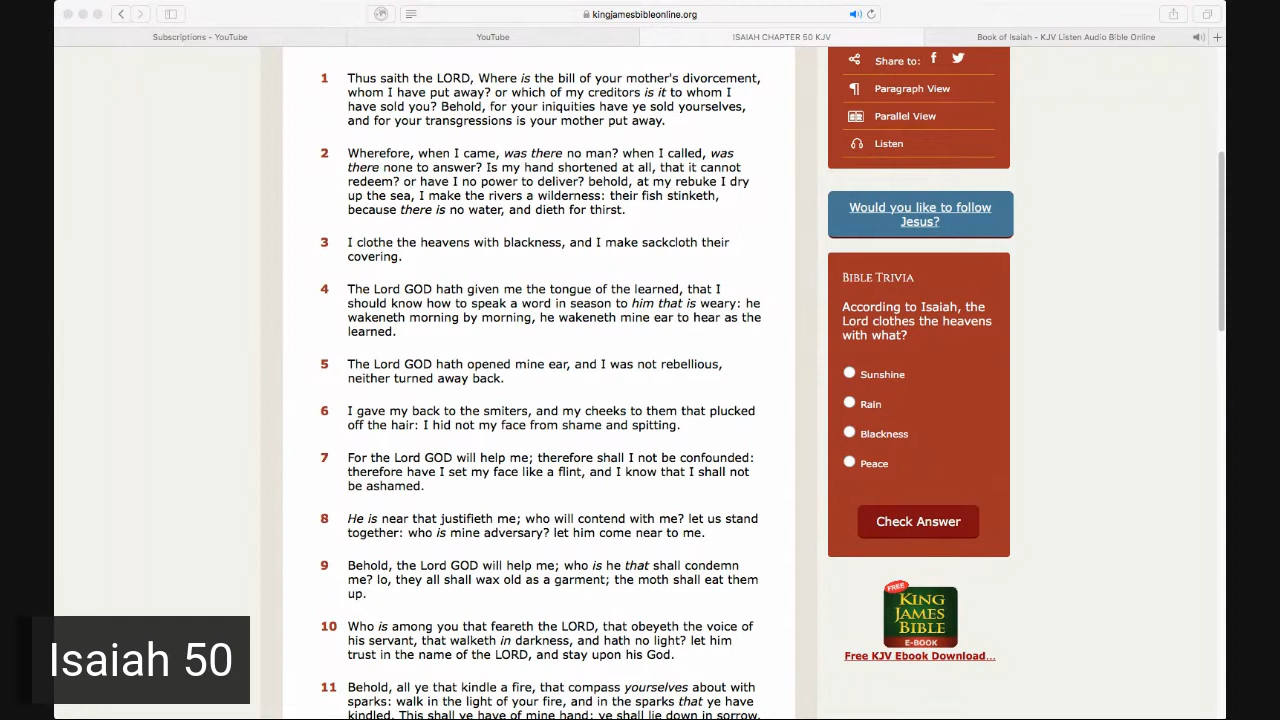 kingjamesbibleonline.org
Subscriptions - YouTube
YouTube
ISAIAH CHAPTER 50 KJV
Book of Isaiah - KJV Listen Audio Bible Online
1 Thus saith the LORD, Where is the bill of your mother's divorcement,
whom I have put away? or which of my creditors is it to whom I
have sold you? Behold, for your iniquities have ye sold yourselves,
and for your transgressions is your mother put away.
2 Wherefore, when I came, was there no man? when I called, was
there none to answer? Is my hand shortened at all, that it cannot
redeem? or have I no power to deliver? behold, at my rebuke I dry
up the sea, I make the rivers a wilderness: their fish stinketh,
because there is no water, and dieth for thirst.
3 I clothe the heavens with blackness, and I make sackcloth their
covering.
4 The Lord GOD hath given me the tongue of the learned, that I
should know how to speak a word in season to him that is weary: he
wakeneth morning by morning, he wakeneth mine ear to hear as the
learned.
5 The Lord GOD hath opened mine ear, and I was not rebellious,
neither turned away back.
6 I gave my back to the smiters, and my cheeks to them that plucked
off the hair: I hid not my face from shame and spitting.
7 For the Lord GOD will help me; therefore shall I not be confounded:
therefore have I set my face like a flint, and I know that I shall not
be ashamed.
8 He is near that justifieth me; who will contend with me? let us stand
together: who is mine adversary? let him come near to me.
9 Behold, the Lord GOD will help me; who is he that shall condemn
me? lo, they all shall wax old as a garment; the moth shall eat them
up.
10 Who is among you that feareth the LORD, that obeyeth the voice of
his servant, that walketh in darkness, and hath no light? let him
trust in the name of the LORD, and stay upon his God.
11 Behold, all ye that kindle a fire, that compass yourselves about with
sparks: walk in the light of your fire, and in the sparks that ye have
kindled. This shall ye have of mine hand; ye shall lie down in sorrow.
Share to:
Paragraph View
Parallel View
Listen
Would you like to follow
Jesus?
BIBLE TRIVIA
According to Isaiah, the
Lord clothes the heavens
with what?
Sunshine
Rain
Blackness
Peace
Check Answer
FREE
KING
JAMES
BIBLE
E-BOOK
Free KJV Ebook Download...
Isaiah 50